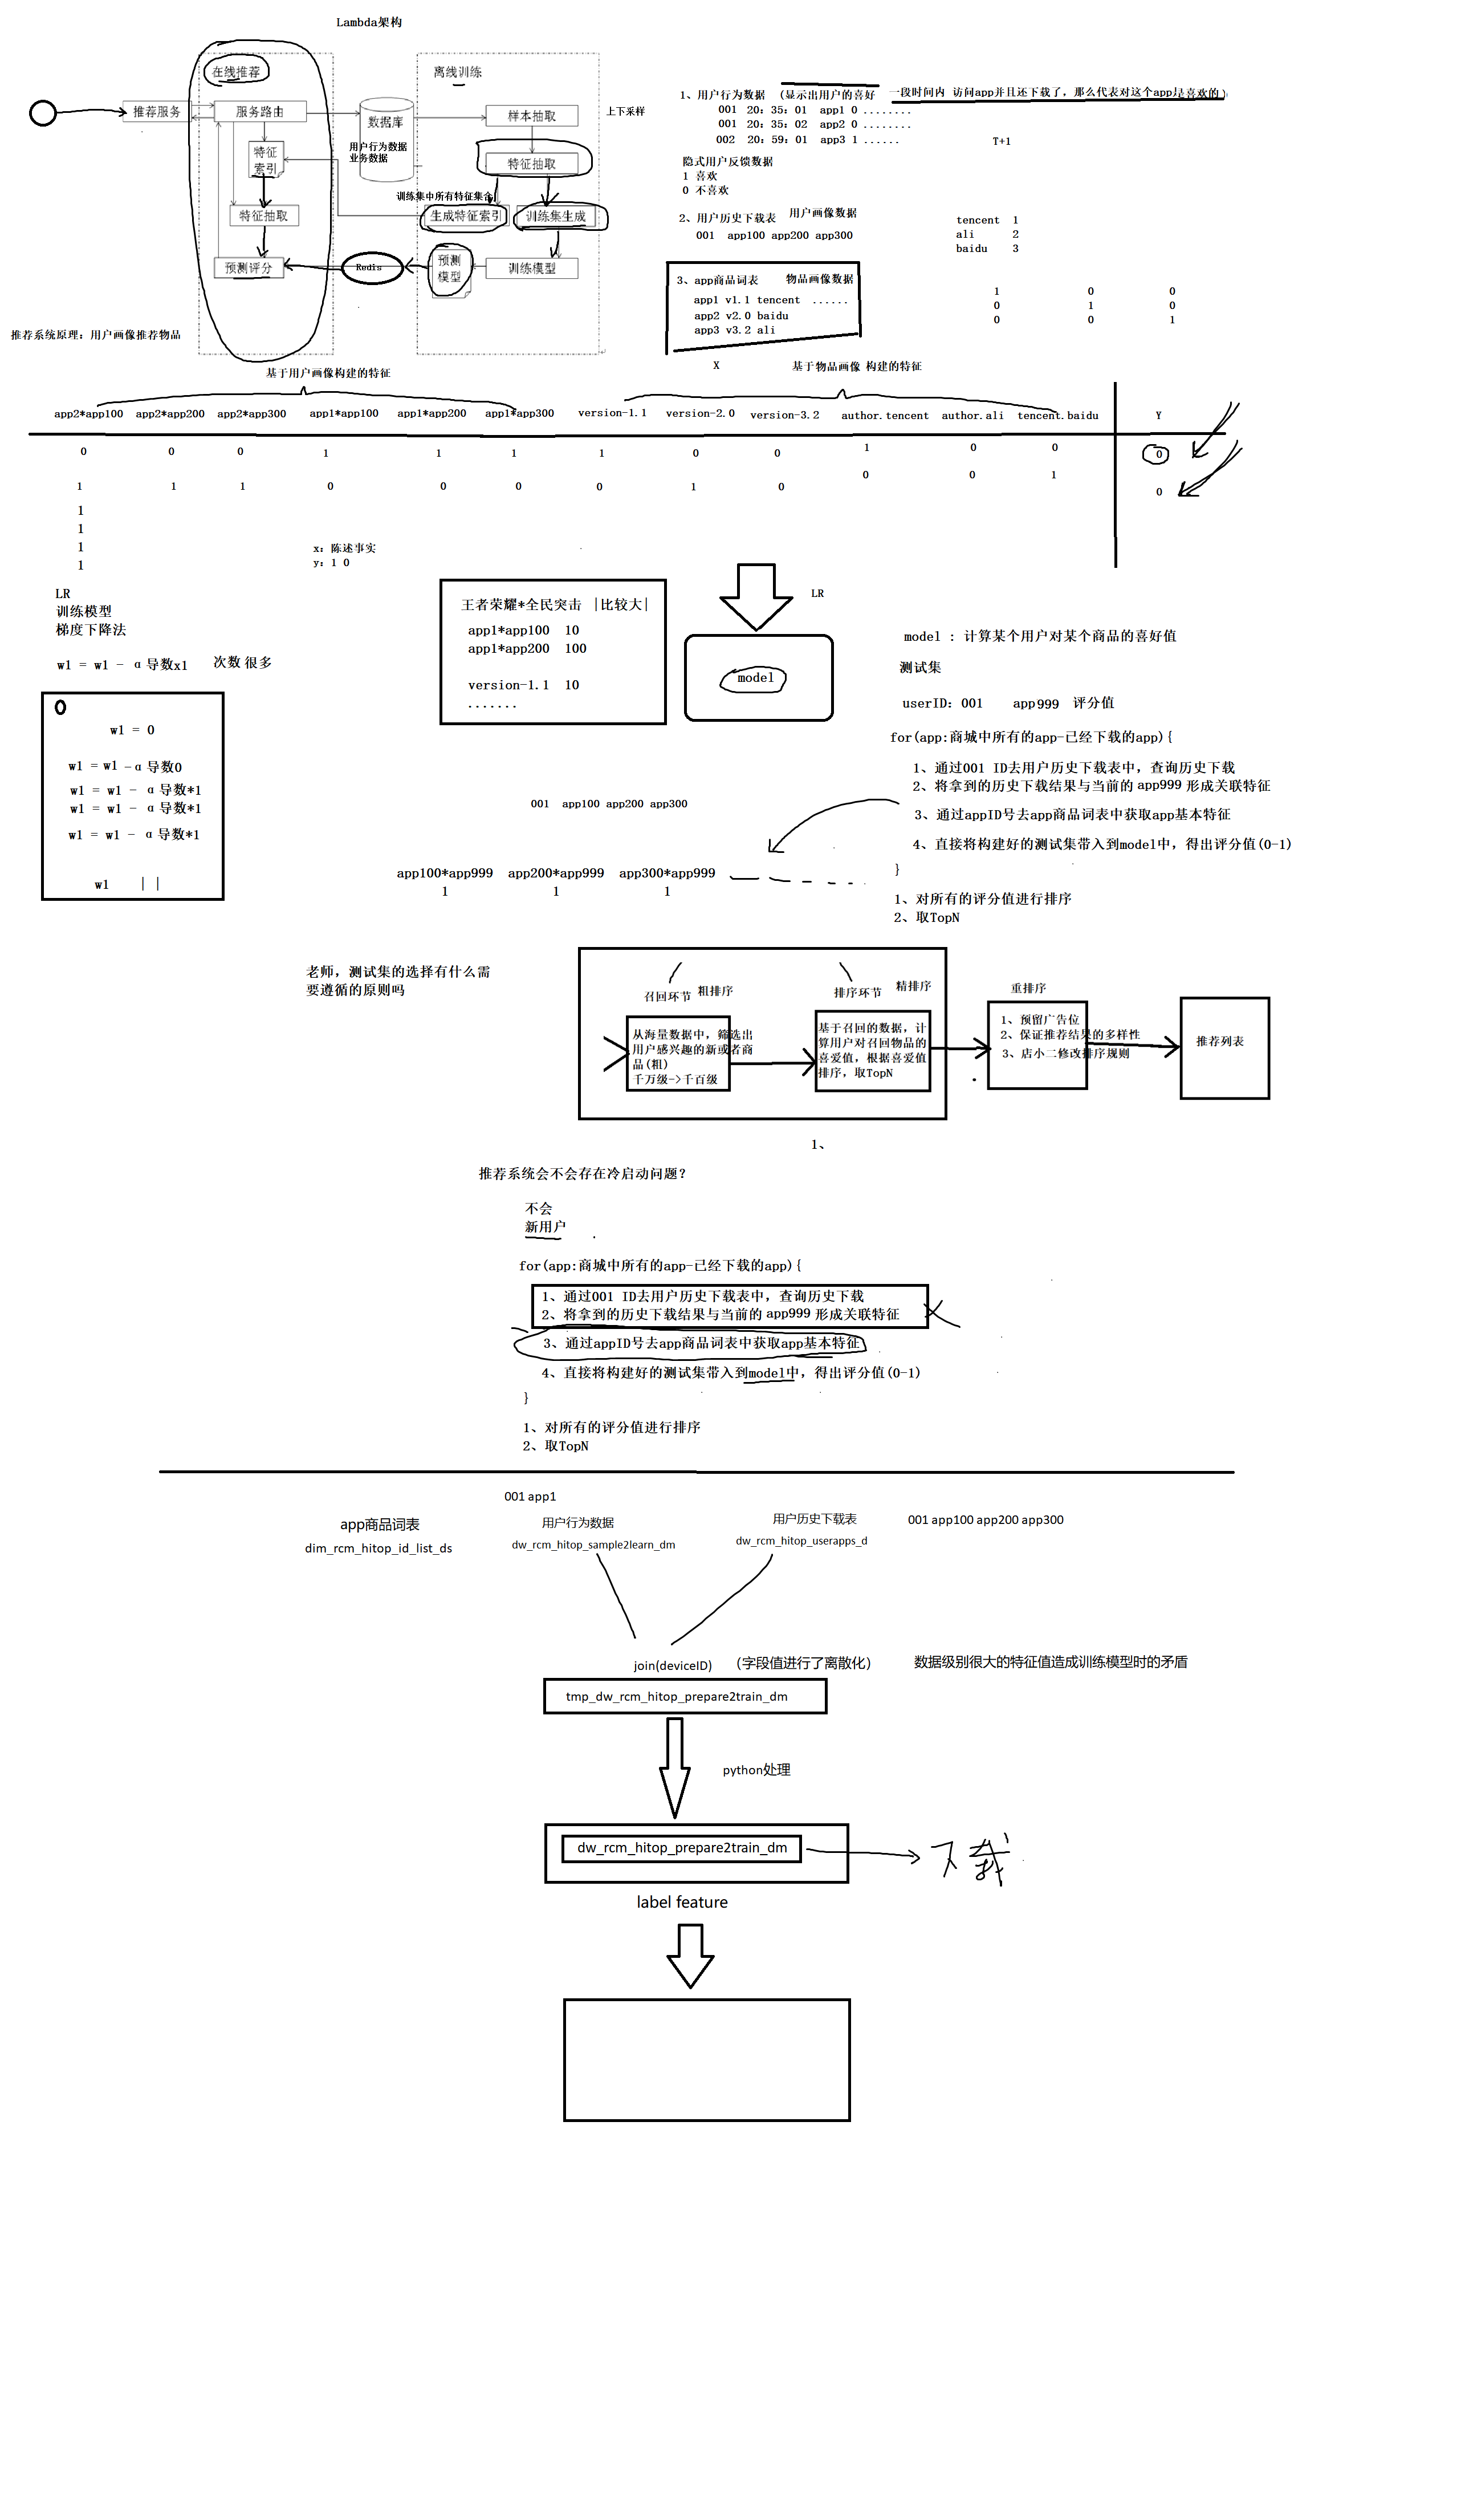 Lambda架构
在线推荐
离线训练
推荐服务
服务路由
数据库
样本抽取
上下采样
用户行为数据
业务数据
特征
索引
特征抽取
训练集中所有特征集合
特征抽取
生成特征索引
训练集生成
预测评分
Redis
预测
模型
训练模型
推荐系统原理：用户画像推荐物品
1、用户行为数据 (显示出用户的喜好 一段时间内 访问app并且还下载了，那么代表对这个app是喜欢的)
001 20：35：01 app1 0 ........
001 20：35：02 app2 0 ........
002 20：59：01 app3 1 ......
T+1
隐式用户反馈数据
1 喜欢
0 不喜欢
2、用户历史下载表 用户画像数据
001 app100 app200 app300
tencent 1
ali 2
baidu 3
3、app商品词表 物品画像数据
app1 v1.1 tencent ......
app2 v2.0 baidu
app3 v3.2 ali
1 0 0
0 1 0
0 0 1
X
基于用户画像构建的特征
基于物品画像 构建的特征
app2*app100 app2*app200 app2*app300 app1*app100 app1*app200 app1*app300 version-1.1 version-2.0 version-3.2 author.tencent author.ali tencent.baidu Y
0 0 0 1 1 1 1 0 0 1 0 0 0
1 1 1 0 0 0 0 1 0 0 0 1 0
1
1
1
1
x：陈述事实
y：1 0
LR
训练模型
梯度下降法
w1 = w1 - α 导数x1 次数 很多
0
w1 = 0
w1 = w1 -α 导数0
w1 = w1 - α 导数*1
w1 = w1 - α 导数*1
w1 = w1 - α 导数*1
w1 | |
王者荣耀*全民突击 |比较大|
app1*app100 10
app1*app200 100
version-1.1 10
.......
LR
model
model : 计算某个用户对某个商品的喜好值
测试集
userID：001 app999 评分值
for(app:商城中所有的app-已经下载的app){
1、通过001 ID去用户历史下载表中，查询历史下载
2、将拿到的历史下载结果与当前的 app999 形成关联特征
3、通过appID号去app商品词表中获取app基本特征
4、直接将构建好的测试集带入到model中，得出评分值(0-1)
}
1、对所有的评分值进行排序
2、取TopN
001 app100 app200 app300
app100*app999 app200*app999 app300*app999
1 1 1
老师，测试集的选择有什么需
要遵循的原则吗
召回环节 粗排序
从海量数据中，筛选出
用户感兴趣的新或者商
品(粗)
千万级->千百级
排序环节 精排序
基于召回的数据，计
算用户对召回物品的
喜爱值，根据喜爱值
排序，取TopN
重排序
1、预留广告位
2、保证推荐结果的多样性
3、店小二修改排序规则
推荐列表
1、
推荐系统会不会存在冷启动问题？
不会
新用户
for(app:商城中所有的app-已经下载的app){
1、通过001 ID去用户历史下载表中，查询历史下载
2、将拿到的历史下载结果与当前的 app999 形成关联特征
3、通过appID号去app商品词表中获取app基本特征
4、直接将构建好的测试集带入到model中，得出评分值(0-1)
}
1、对所有的评分值进行排序
2、取TopN
001 app1
app商品词表
dim_rcm_hitop_id_list_ds
用户行为数据
dw_rcm_hitop_sample2learn_dm
用户历史下载表
dw_rcm_hitop_userapps_d
001 app100 app200 app300
join(deviceID) （字段值进行了离散化） 数据级别很大的特征值造成训练模型时的矛盾
tmp_dw_rcm_hitop_prepare2train_dm
python处理
dw_rcm_hitop_prepare2train_dm
下载
label feature